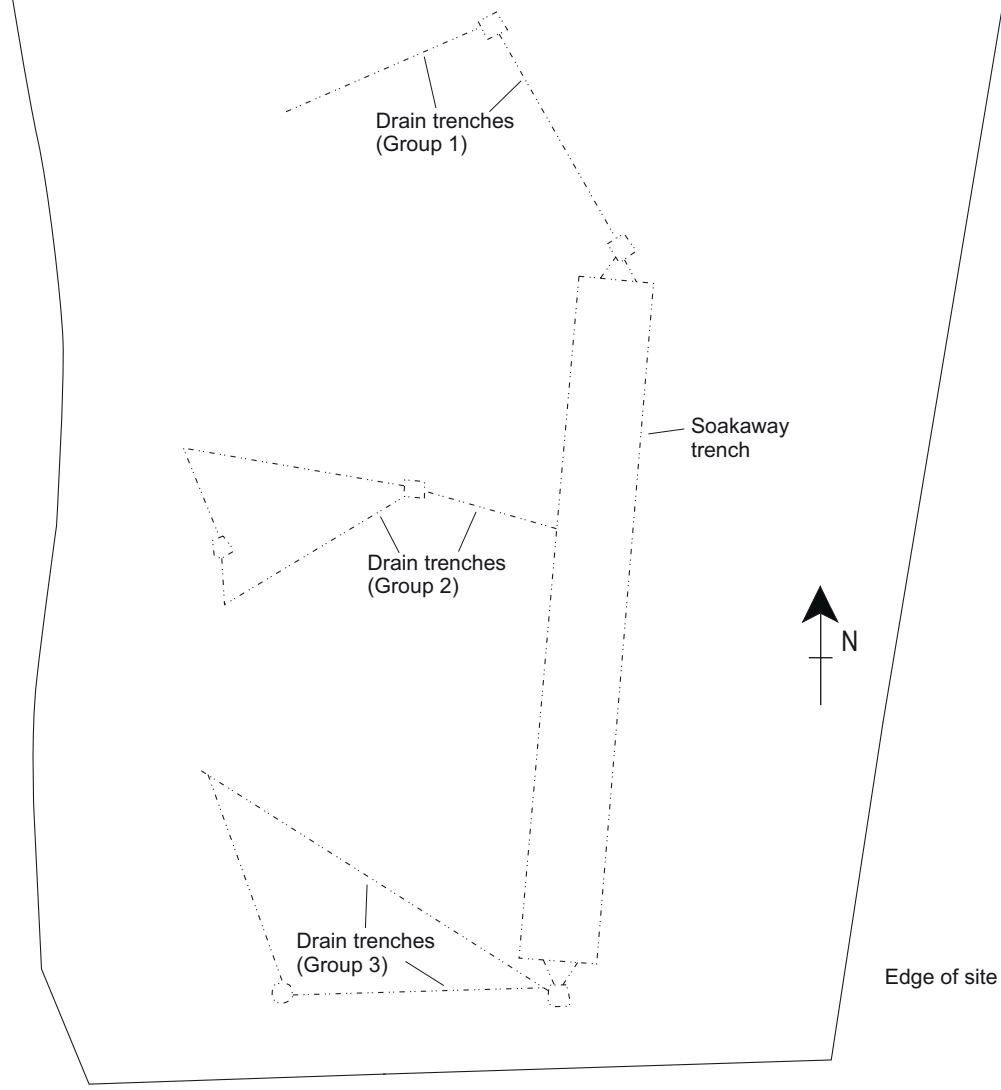 Drain trenches
(Group 1)
Soakaway
trench
Drain trenches
(Group 2)
N
Drain trenches
(Group 3)
Edge of site